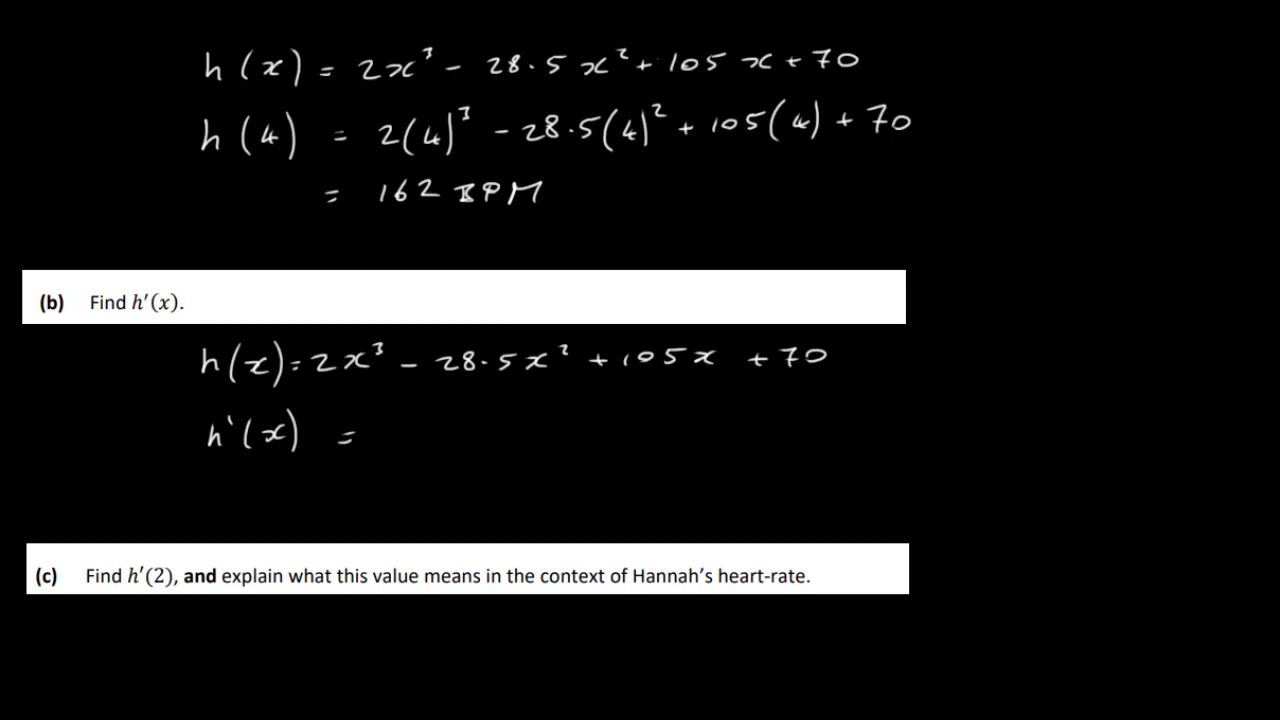 h(x) = 2x³ - 28.5x² + 105x + 70
h(4) = 2(4)³ - 28.5(4)² + 105(4) + 70
= 162 BPM
(b) Find h′(x).
h(x) = 2x³ - 28.5x² + 105x + 70
h'(x) =
(c) Find h′(2), and explain what this value means in the context of Hannah’s heart-rate.